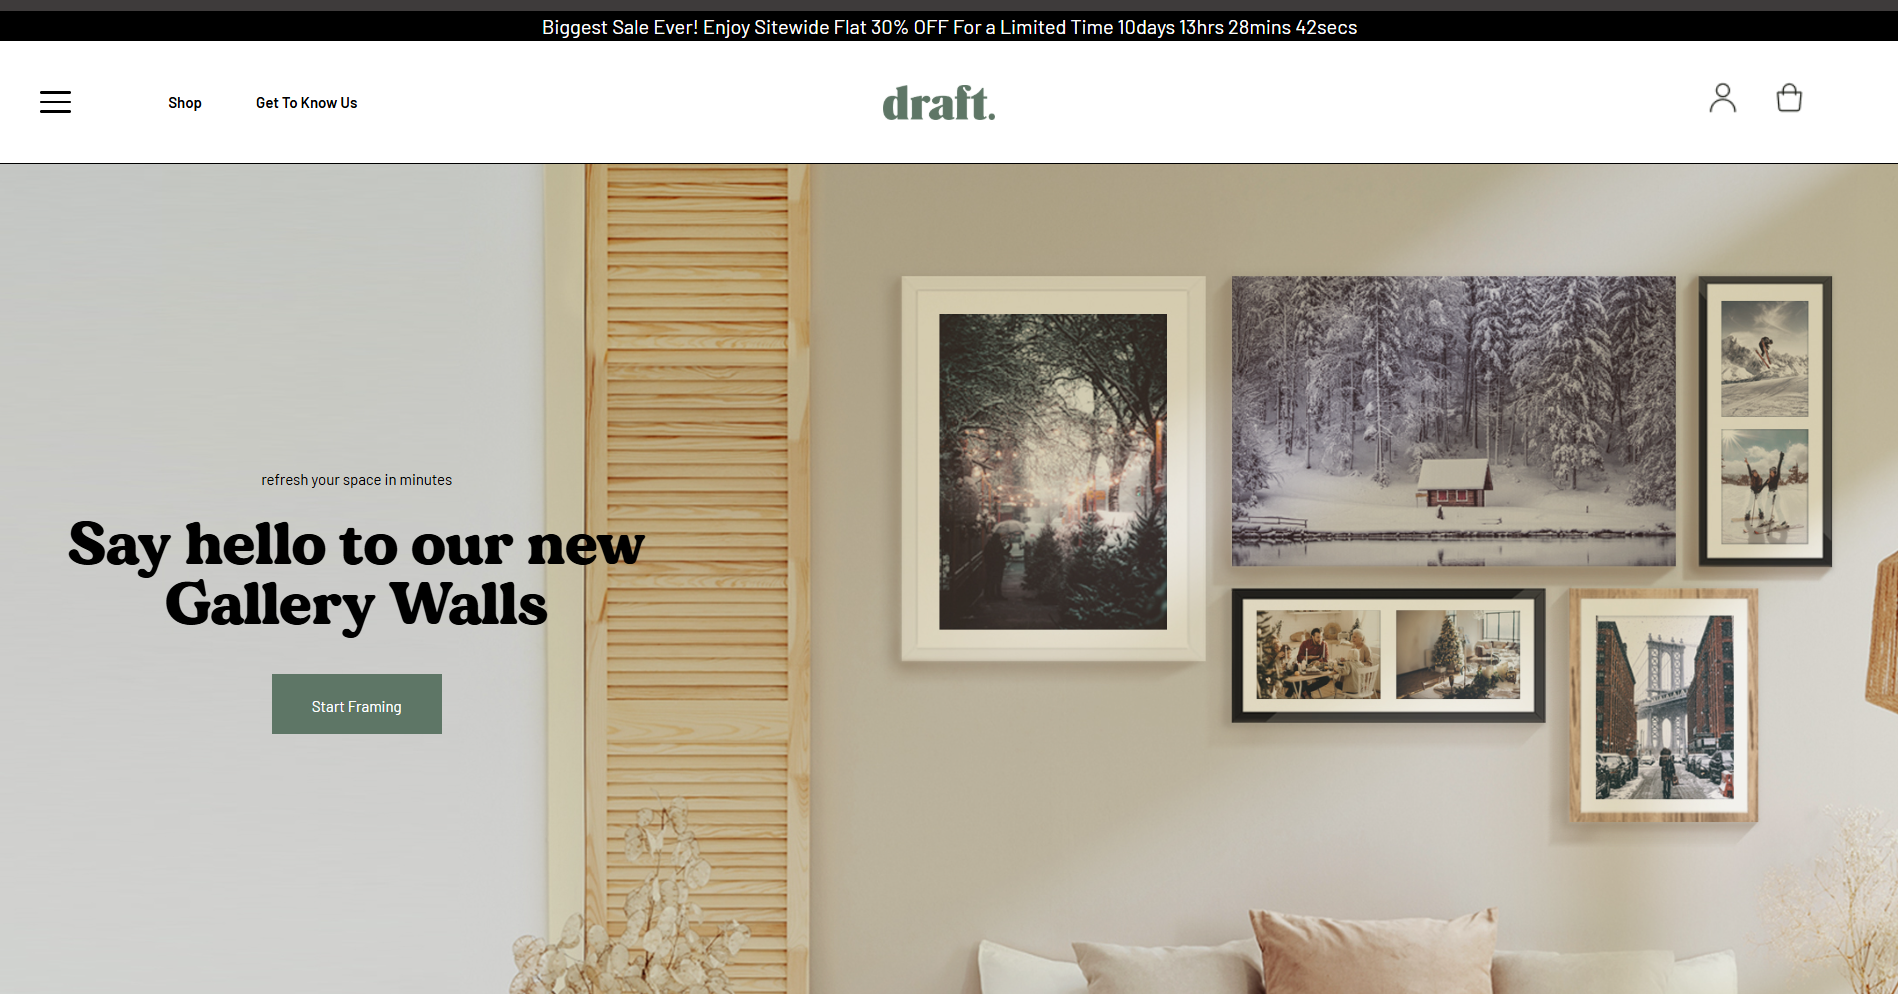 Biggest Sale Ever! Enjoy Sitewide Flat 30% OFF For a Limited Time 10days 13hrs 28mins 42secs
Shop
Get To Know Us
draft.
refresh your space in minutes
Say hello to our new
Gallery Walls
Start Framing